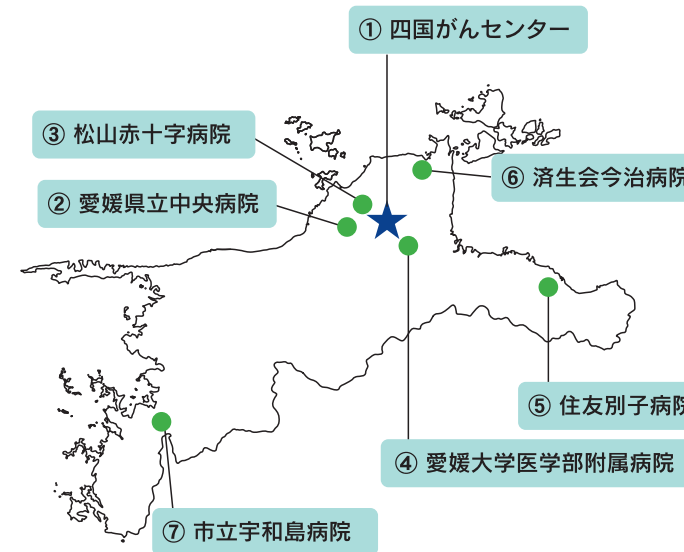 ① 四国がんセンター
③ 松山赤十字病院
⑥ 済生会今治病院
② 愛媛県立中央病院
⑤ 住友別子病院
④ 愛媛大学医学部附属病院
⑦ 市立宇和島病院